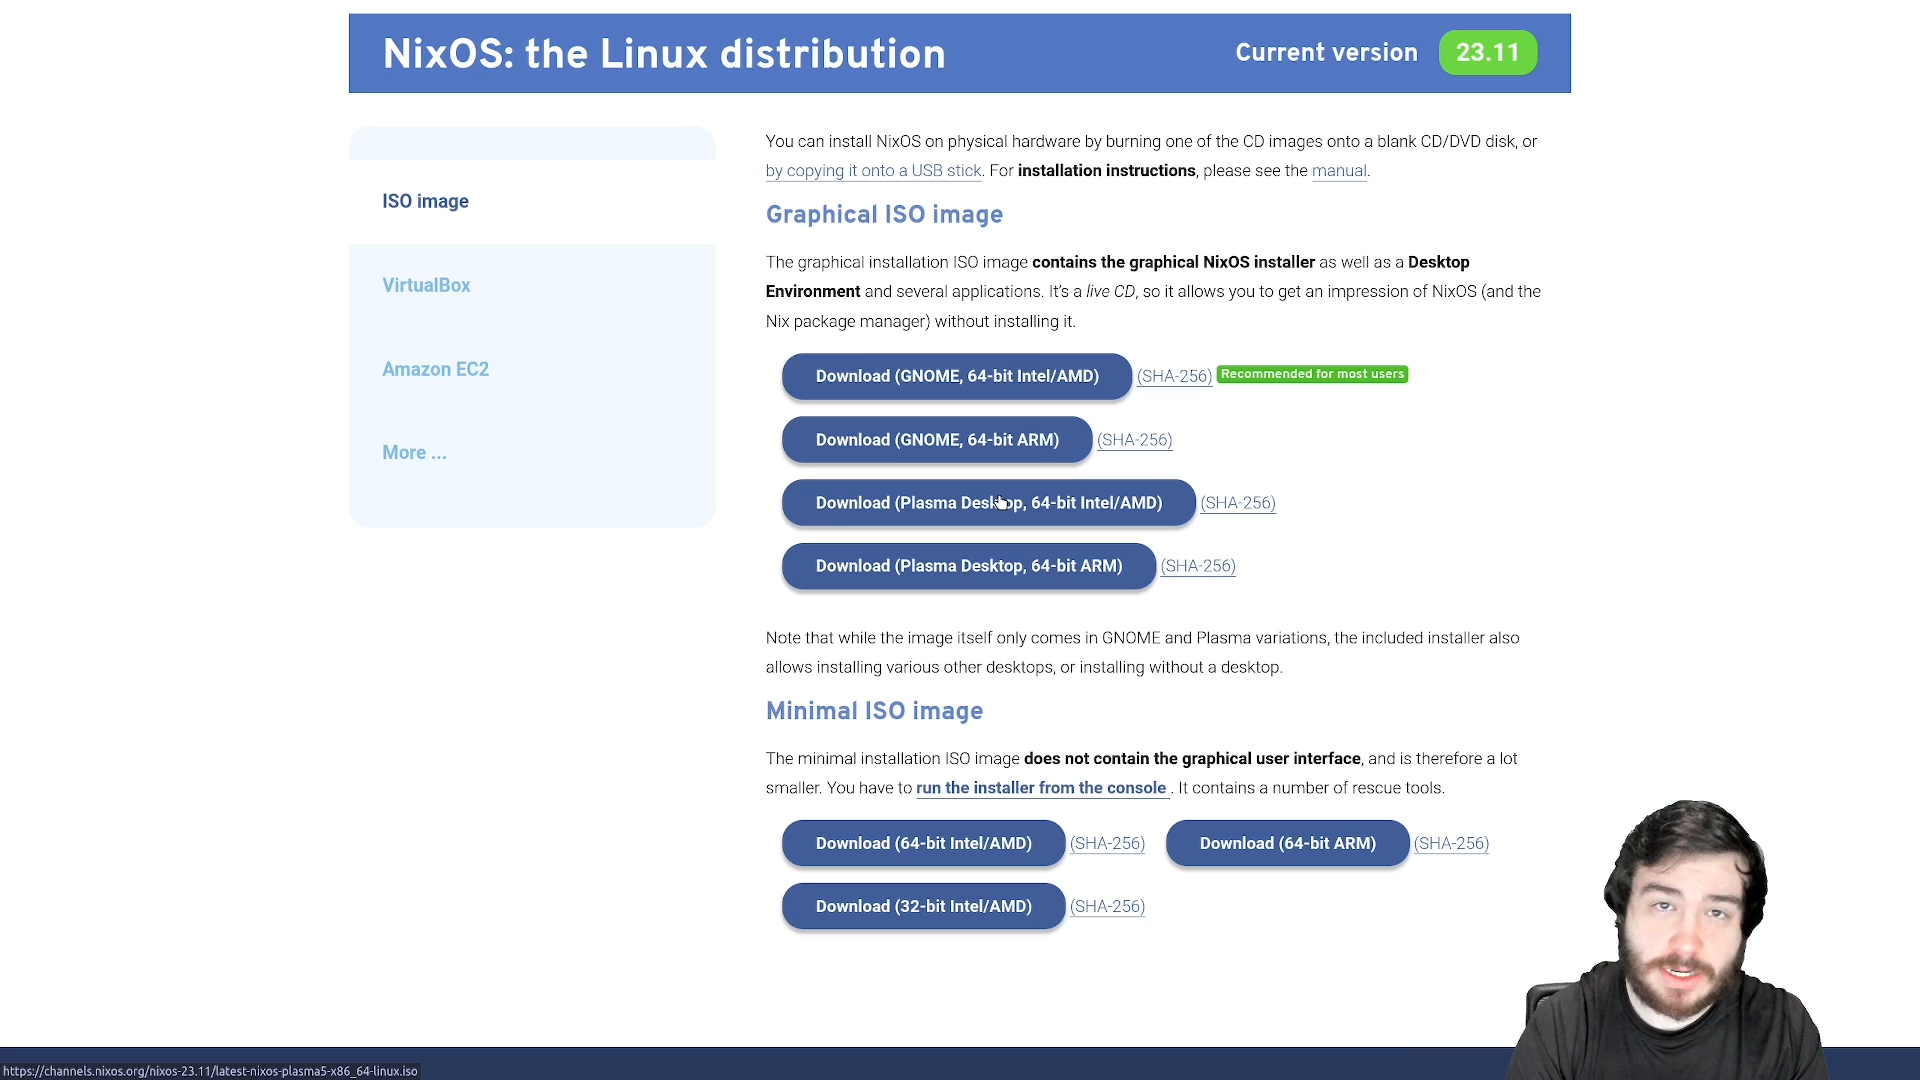 NixOS: the Linux distribution
Current version 23.11
ISO image
VirtualBox
Amazon EC2
More ...
You can install NixOS on physical hardware by burning one of the CD images onto a blank CD/DVD disk, or
by copying it onto a USB stick. For installation instructions, please see the manual.
Graphical ISO image
The graphical installation ISO image contains the graphical NixOS installer as well as a Desktop
Environment and several applications. It's a live CD, so it allows you to get an impression of NixOS (and the
Nix package manager) without installing it.
Download (GNOME, 64-bit Intel/AMD) (SHA-256) Recommended for most users
Download (GNOME, 64-bit ARM) (SHA-256)
Download (Plasma Desktop, 64-bit Intel/AMD) (SHA-256)
Download (Plasma Desktop, 64-bit ARM) (SHA-256)
Note that while the image itself only comes in GNOME and Plasma variations, the included installer also
allows installing various other desktops, or installing without a desktop.
Minimal ISO image
The minimal installation ISO image does not contain the graphical user interface, and is therefore a lot
smaller. You have to run the installer from the console . It contains a number of rescue tools.
Download (64-bit Intel/AMD) (SHA-256) Download (64-bit ARM) (SHA-256)
Download (32-bit Intel/AMD) (SHA-256)
https://channels.nixos.org/nixos-23.11/latest-nixos-plasma5-x86_64-linux.iso